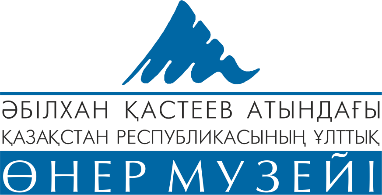 ӘБІЛХАН ҚАСТЕЕВ АТЫНДАҒЫ
ҚАЗАҚСТАН РЕСПУБЛИКАСЫНЫҢ ҰЛТТЫҚ
ӨНЕР МУЗЕЙІ